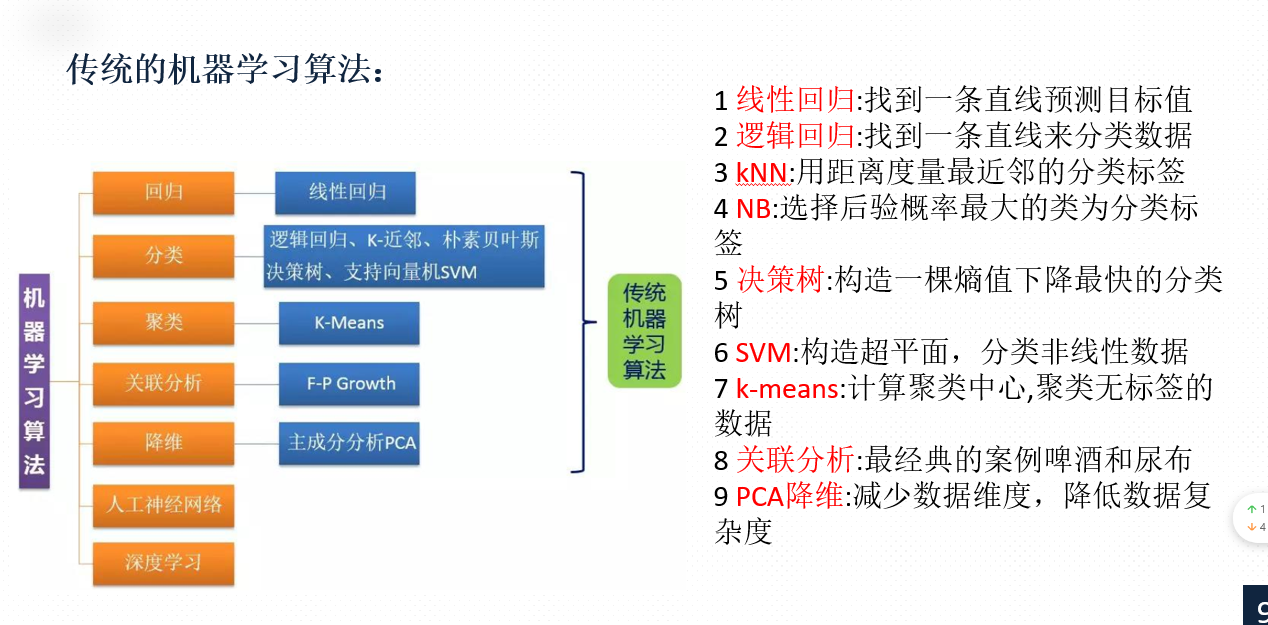 传统的机器学习算法：
机器学习算法
回归
线性回归
分类
逻辑回归、K-近邻、朴素贝叶斯
决策树、支持向量机SVM
聚类
K-Means
关联分析
F-P Growth
降维
主成分分析PCA
人工神经网络
深度学习
传统
机器
学习
算法
1 线性回归:找到一条直线预测目标值
2 逻辑回归:找到一条直线来分类数据
3 kNN:用距离度量最近邻的分类标签
4 NB:选择后验概率最大的类为分类标
签
5 决策树:构造一棵熵值下降最快的分类
树
6 SVM:构造超平面，分类非线性数据
7 k-means:计算聚类中心,聚类无标签的
数据
8 关联分析:最经典的案例啤酒和尿布
9 PCA降维:减少数据维度，降低数据复
杂度
↑ 1
↓ 4
9